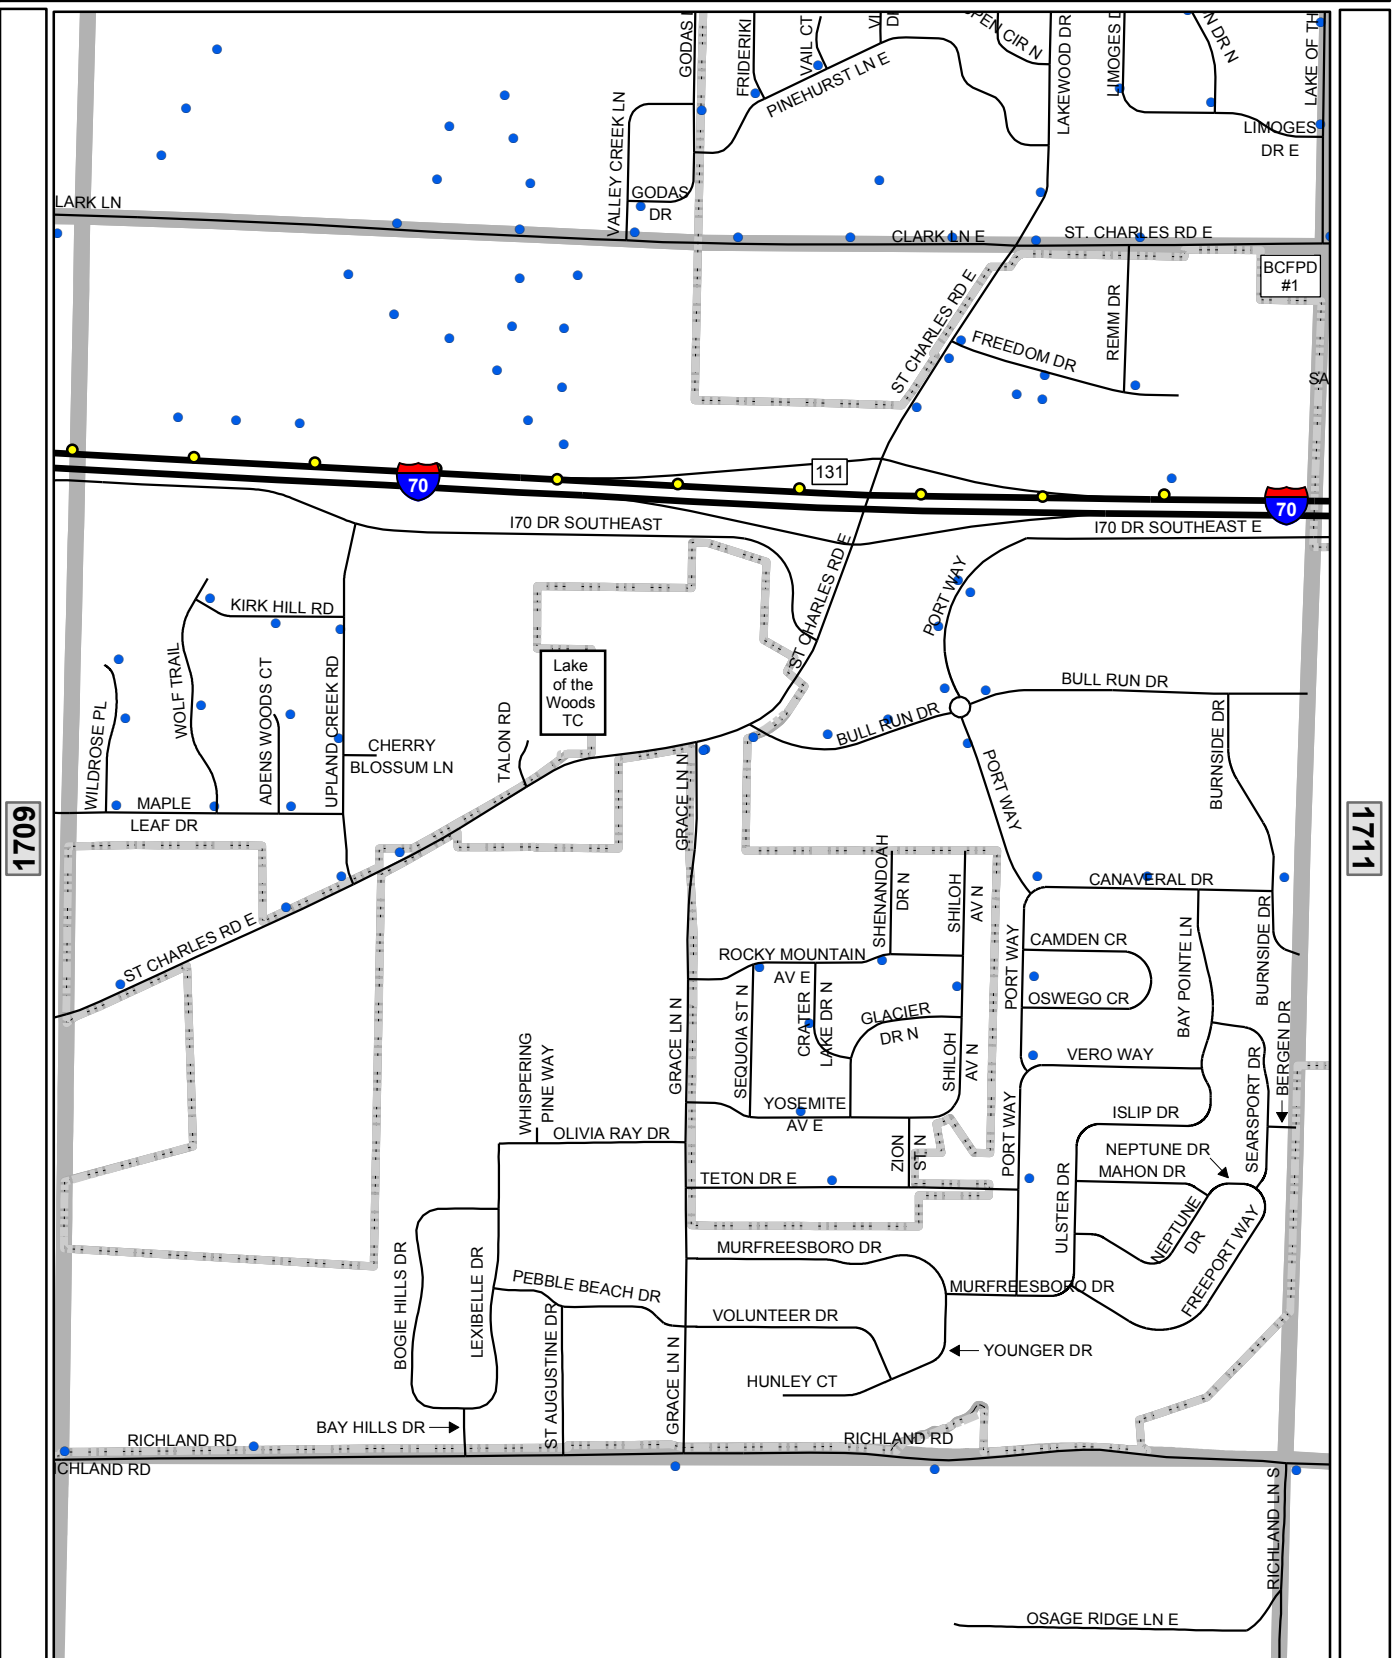 GODAS
FRIDERIKI
VAIL CT
PINEHURST LN E
CIR N
LAKEWOOD DR
LIMOGES D
N DR N
LAKE OF TH
LIMOGES
DR E
VALLEY CREEK LN
GODAS
DR
LARK LN
CLARK LN E
ST. CHARLES RD E
BCFPD
#1
ST CHARLES RD E
FREEDOM DR
REMM DR
SA
131
70
70
I70 DR SOUTHEAST
I70 DR SOUTHEAST E
ST CHARLES RD E
PORT WAY
KIRK HILL RD
WOLF TRAIL
WILDROSE PL
ADENS WOODS CT
UPLAND CREEK RD
CHERRY
BLOSSUM LN
MAPLE
LEAF DR
TALON RD
Lake
of the
Woods
TC
BULL RUN DR
BULL RUN DR
BURNSIDE DR
PORT WAY
GRACE LN N
1709
1711
ST CHARLES RD E
SHENANDOAH
DR N
SHILOH
AV N
CANAVERAL DR
ROCKY MOUNTAIN
AV E
PORT WAY
CAMDEN CR
OSWEGO CR
BAY POINTE LN
BURNSIDE DR
SEQUOIA ST N
CRATER
LAKE DR N
GLACIER
DR N
SHILOH
AV N
GRACE LN N
VERO WAY
BERGEN DR
SEARSPORT DR
WHISPERING
PINE WAY
OLIVIA RAY DR
YOSEMITE
AV E
ZION
ST N
PORT WAY
ISLIP DR
NEPTUNE DR
MAHON DR
TETON DR E
ULSTER DR
NEPTUNE
DR
FREEPORT WAY
MURFREESBORO DR
MURFREESBORO DR
BOGIE HILLS DR
LEXIBELLE DR
PEBBLE BEACH DR
ST AUGUSTINE DR
VOLUNTEER DR
YOUNGER DR
HUNLEY CT
GRACE LN N
BAY HILLS DR
RICHLAND RD
RICHLAND RD
ICHLAND RD
RICHLAND LN S
OSAGE RIDGE LN E